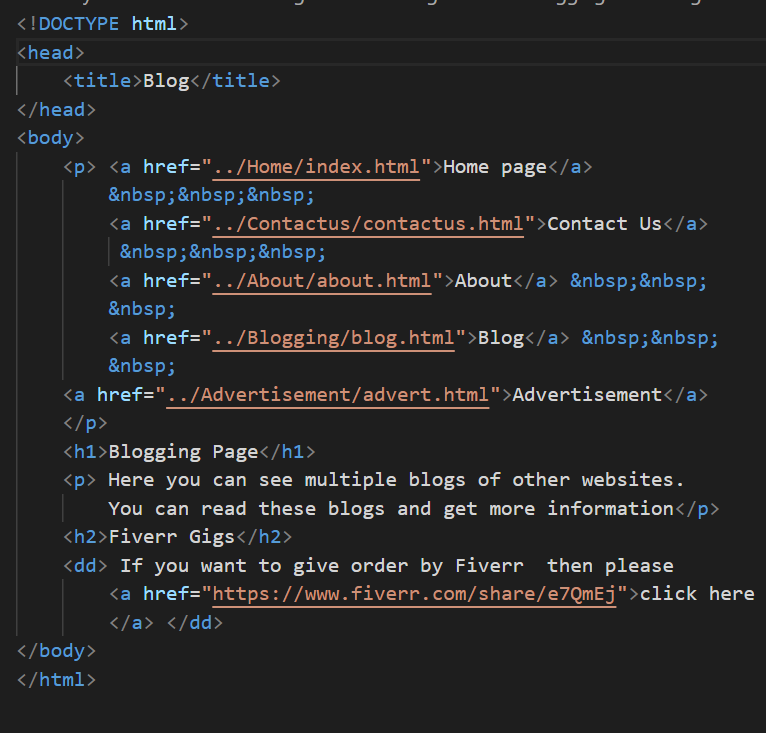 <!DOCTYPE html>
<head>
    <title>Blog</title>
</head>
<body>
    <p> <a href="../Home/index.html">Home page</a>
        &nbsp;&nbsp;&nbsp;
        <a href="../Contactus/contactus.html">Contact Us</a>
         &nbsp;&nbsp;&nbsp;
        <a href="../About/about.html">About</a> &nbsp;&nbsp;
        &nbsp;
        <a href="../Blogging/blog.html">Blog</a> &nbsp;&nbsp;
        &nbsp;
    <a href="../Advertisement/advert.html">Advertisement</a>
    </p>
    <h1>Blogging Page</h1>
    <p> Here you can see multiple blogs of other websites.
        You can read these blogs and get more information</p>
    <h2>Fiverr Gigs</h2>
    <dd> If you want to give order by Fiverr  then please
        <a href="https://www.fiverr.com/share/e7QmEj">click here
        </a> </dd>
</body>
</html>